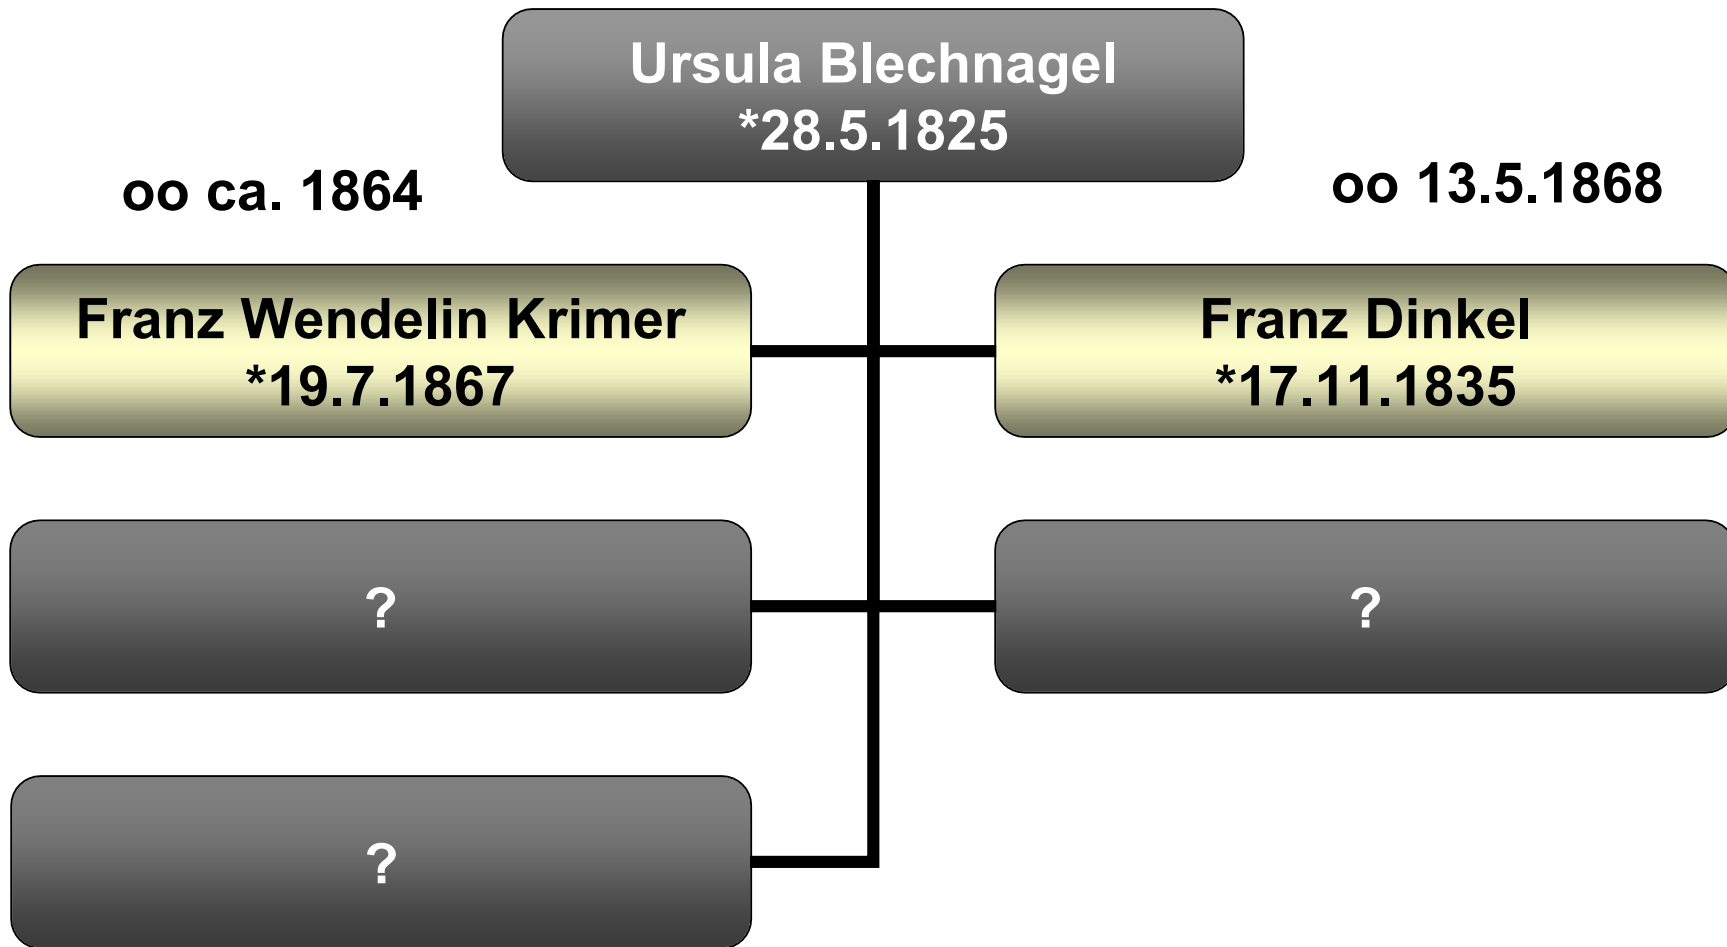 Ursula Blechnagel
*28.5.1825
oo ca. 1864
oo 13.5.1868
Franz Wendelin Krimer
*19.7.1867
Franz Dinkel
*17.11.1835
?
?
?